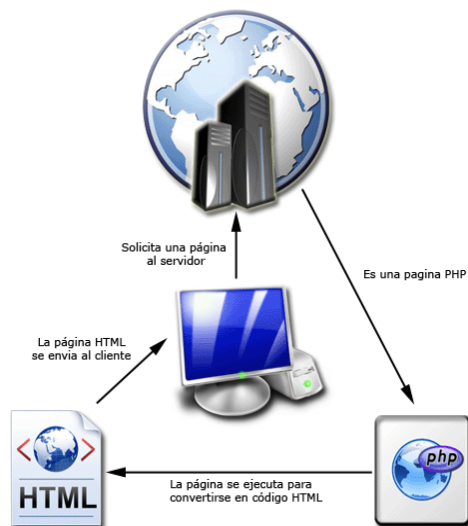 Solicita una página
al servidor
Es una pagina PHP
La página HTML
se envia al cliente
php
La página se ejecuta para
convertirse en código HTML
< >
HTML